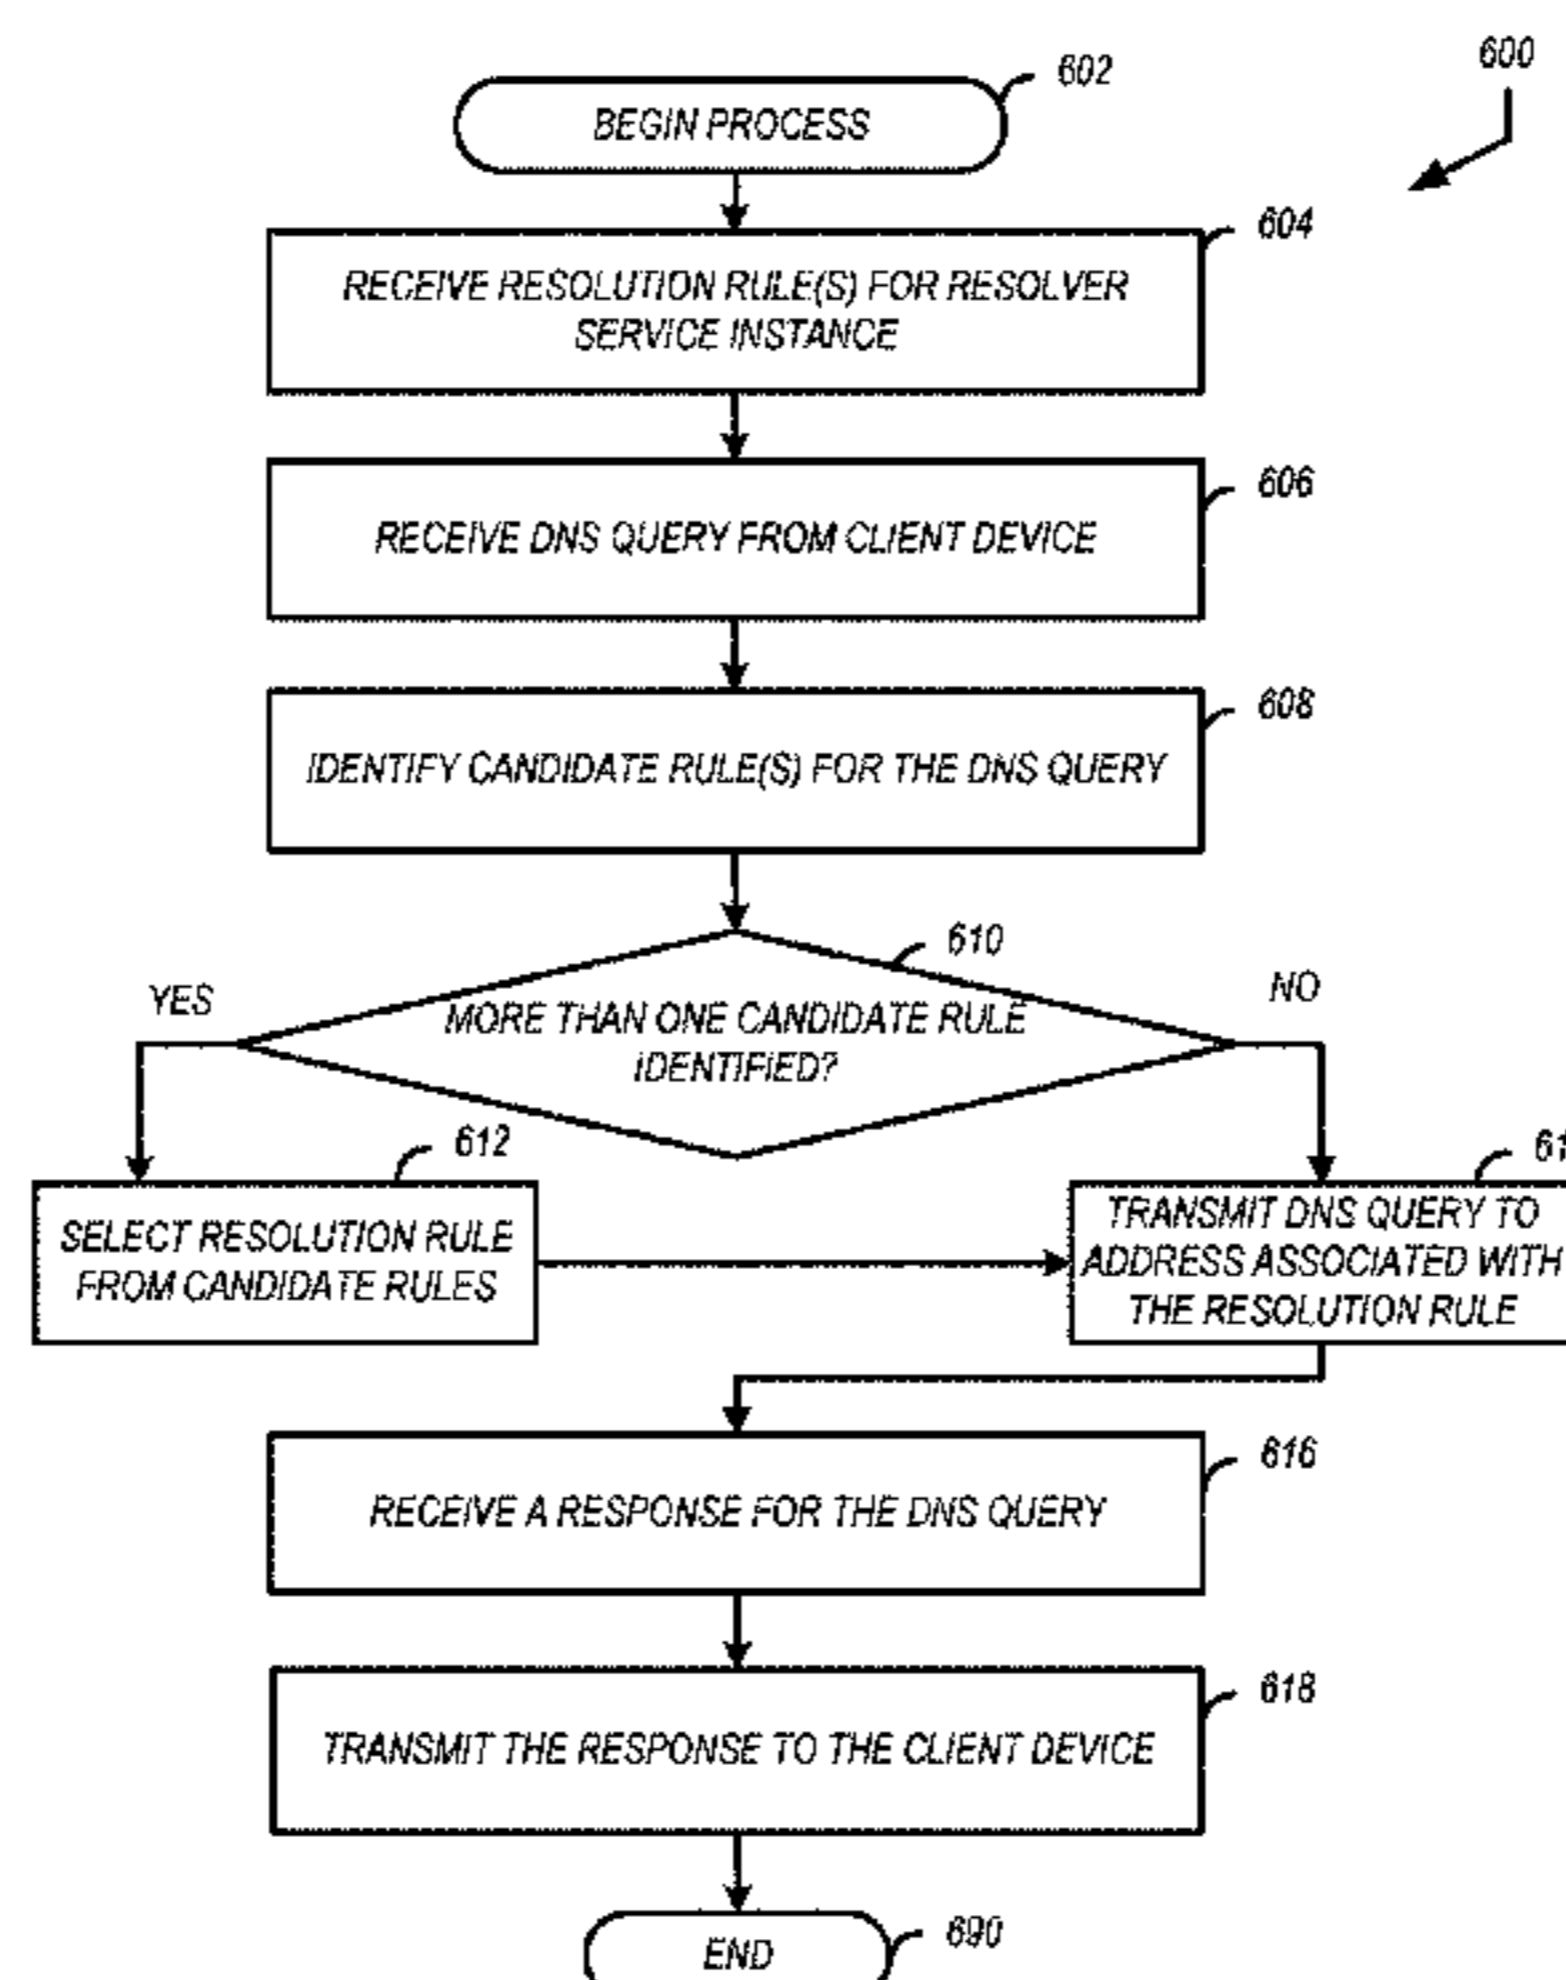 600
602
BEGIN PROCESS
604
RECEIVE RESOLUTION RULE(S) FOR RESOLVER
SERVICE INSTANCE
606
RECEIVE DNS QUERY FROM CLIENT DEVICE
608
IDENTIFY CANDIDATE RULE(S) FOR THE DNS QUERY
610
YES
NO
MORE THAN ONE CANDIDATE RULE
IDENTIFIED?
612
SELECT RESOLUTION RULE
FROM CANDIDATE RULES
TRANSMIT DNS QUERY TO
ADDRESS ASSOCIATED WITH
THE RESOLUTION RULE
616
RECEIVE A RESPONSE FOR THE DNS QUERY
618
TRANSMIT THE RESPONSE TO THE CLIENT DEVICE
690
END